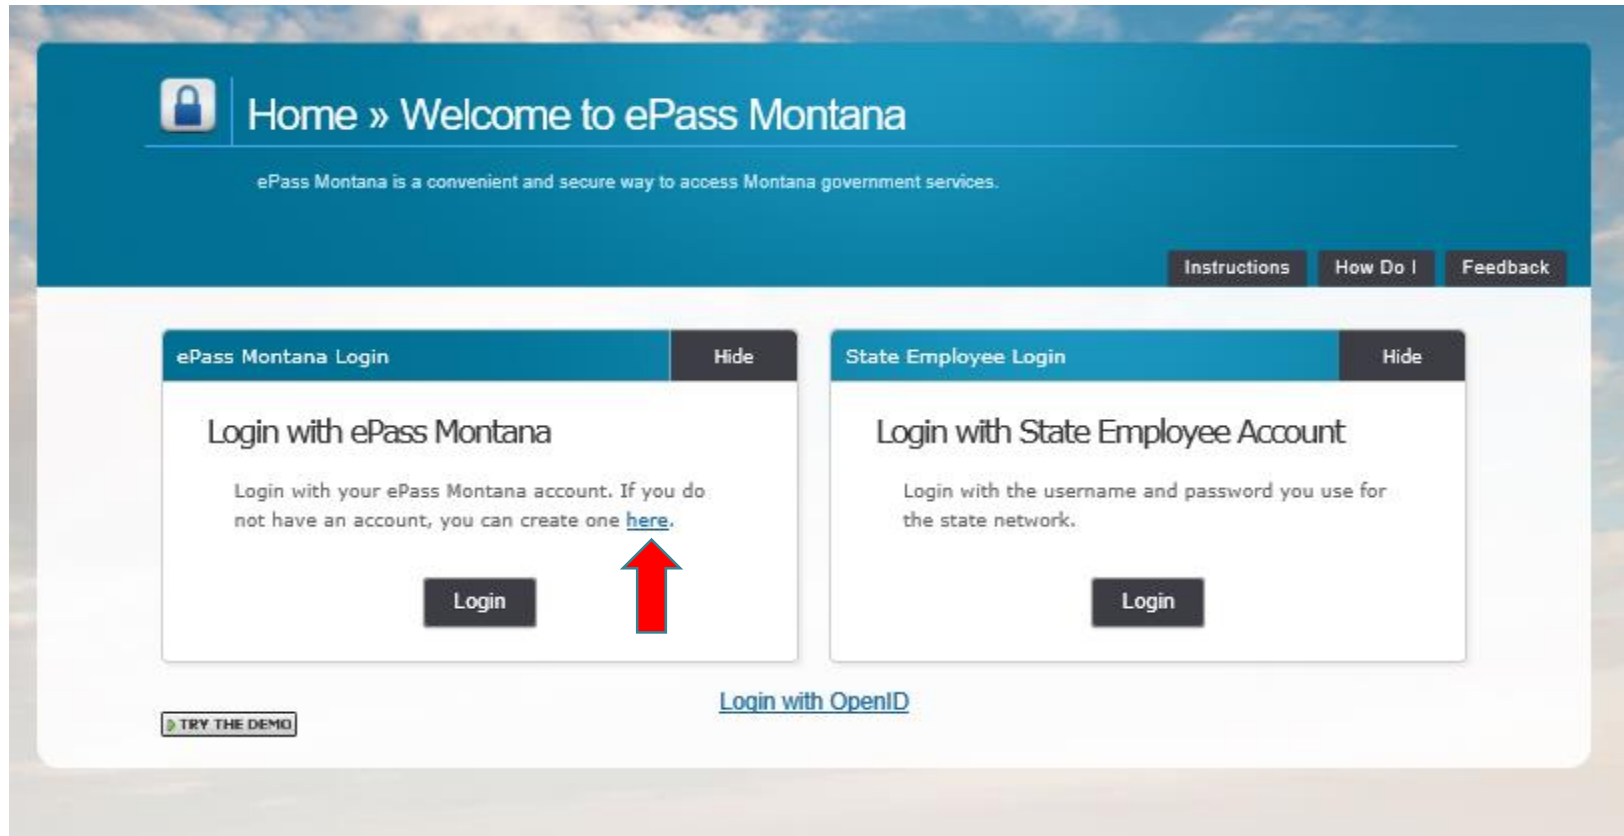 Home » Welcome to ePass Montana
ePass Montana is a convenient and secure way to access Montana government services.
Instructions
How Do I
Feedback
ePass Montana Login
Hide
Login with ePass Montana
Login with your ePass Montana account. If you do
not have an account, you can create one here.
Login
State Employee Login
Hide
Login with State Employee Account
Login with the username and password you use for
the state network.
Login
Login with OpenID
TRY THE DEMO